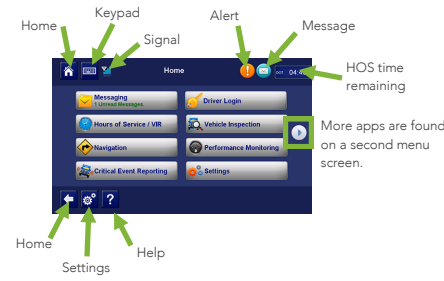 Home
Keypad
Signal
Alert
Message
HOS time
remaining
Home
Messaging
1 Unread Messages.
Driver Login
Hours of Service / VIR
Vehicle Inspection
Navigation
Performance Monitoring
Critical Event Reporting
Settings
More apps are found
on a second menu
screen.
?
Home
Settings
Help